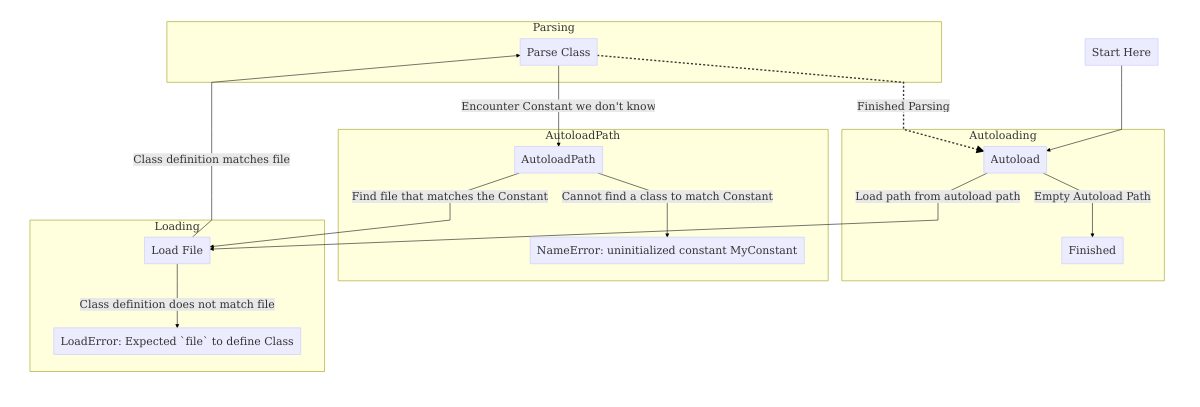 Parsing
Parse Class
Start Here
Encounter Constant we don't know
Finished Parsing
AutoloadPath
Autoloading
Class definition matches file
AutoloadPath
Autoload
Find file that matches the Constant
Cannot find a class to match Constant
Load path from autoload path
Empty Autoload Path
Loading
Load File
NameError: uninitialized constant MyConstant
Finished
Class definition does not match file
LoadError: Expected `file` to define Class